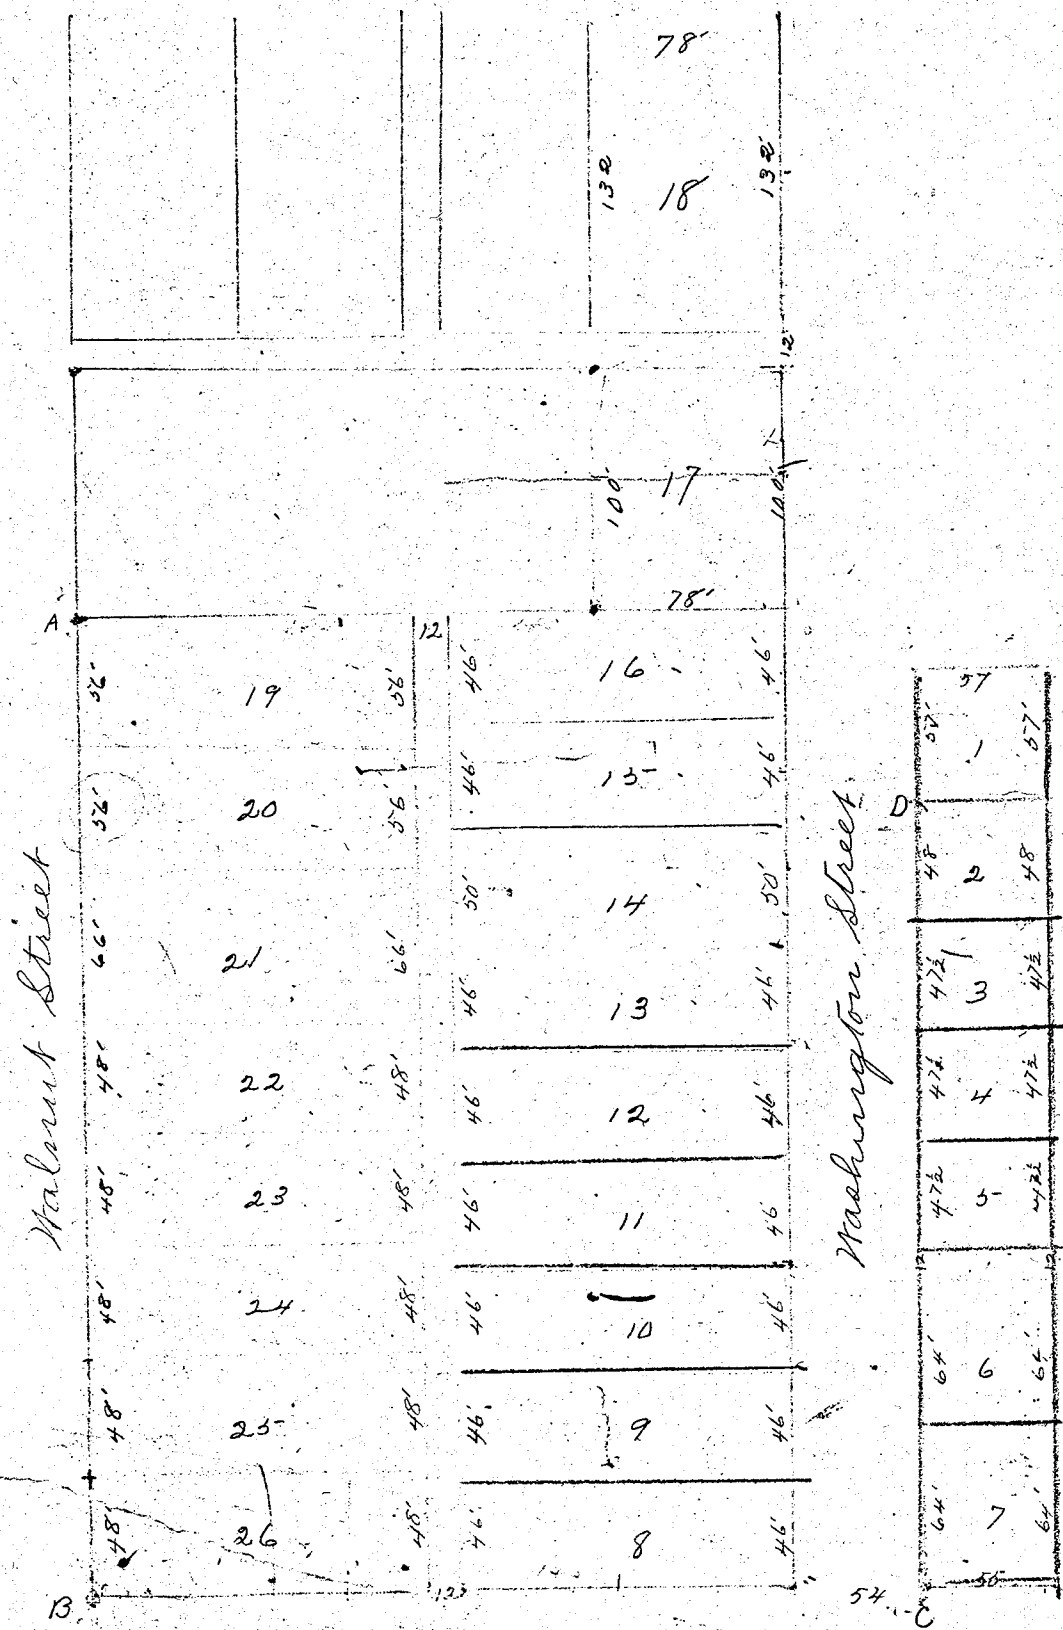 78'
132 18 132'
12
100' 17 100'
78'
A
12
56' 19 56' 46' 16 46'
57
57' 1 57'
56' 20 56' 46' 15 46'
D
48 2 48
66' 21 66' 50' 14 50'
47½ 3 47½
46' 13 46'
48' 22 48' 46' 12 46'
47½ 4 47½
48' 23 48' 46' 11 46'
47½ 5 47½
12 12
48' 24 48' 46' 10 46'
64' 6 64'
48' 25 48' 46' 9 46'
64' 7 64'
48' 26 48' 46' 8 46'
B 54 C
Walnut Street
Washington Street